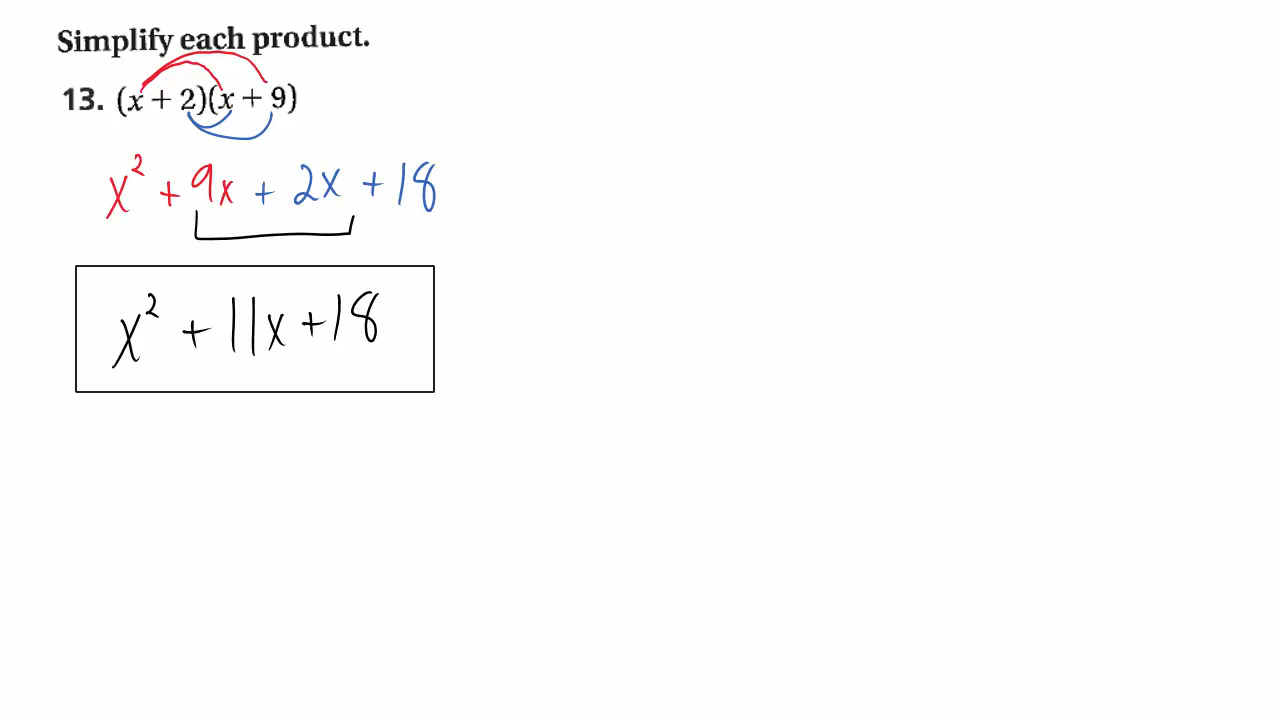 Simplify each product.
13. (x + 2)(x + 9)
x² + 9x + 2x + 18
x² + 11x + 18